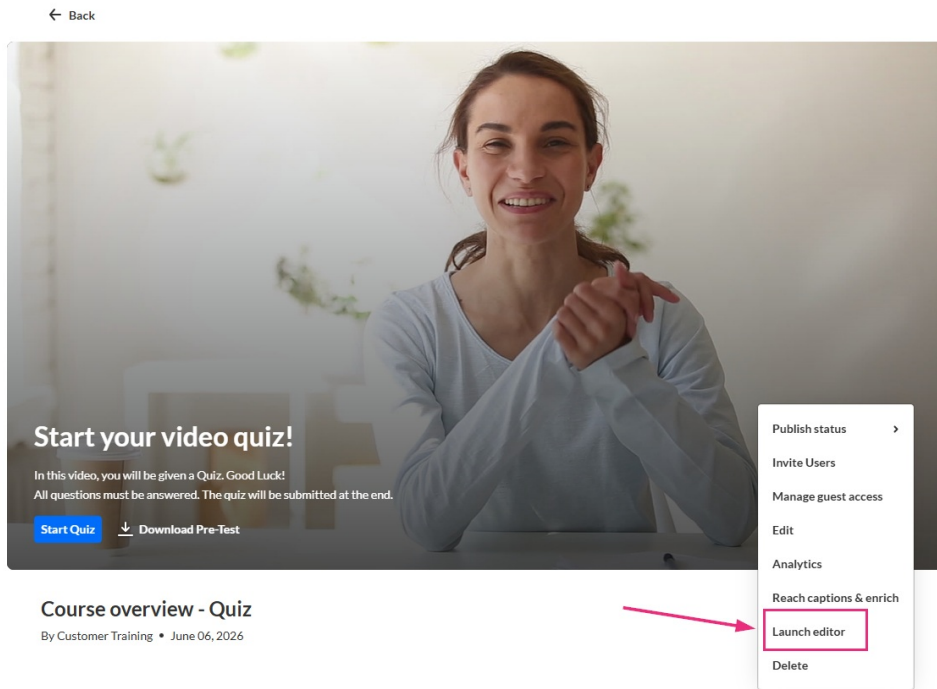 Back
Start your video quiz!
In this video, you will be given a Quiz. Good Luck!
All questions must be answered. The quiz will be submitted at the end.
Start Quiz
Download Pre-Test
Publish status
Invite Users
Manage guest access
Edit
Analytics
Reach captions & enrich
Launch editor
Delete
Course overview - Quiz
By Customer Training • June 06, 2026